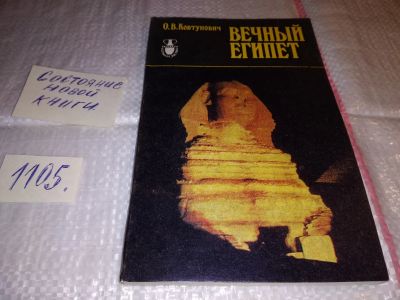 О.В.Ковтунович
ВЕЧНЫЙ
ЕГИПЕТ
Состояние
новой
книги
1105.